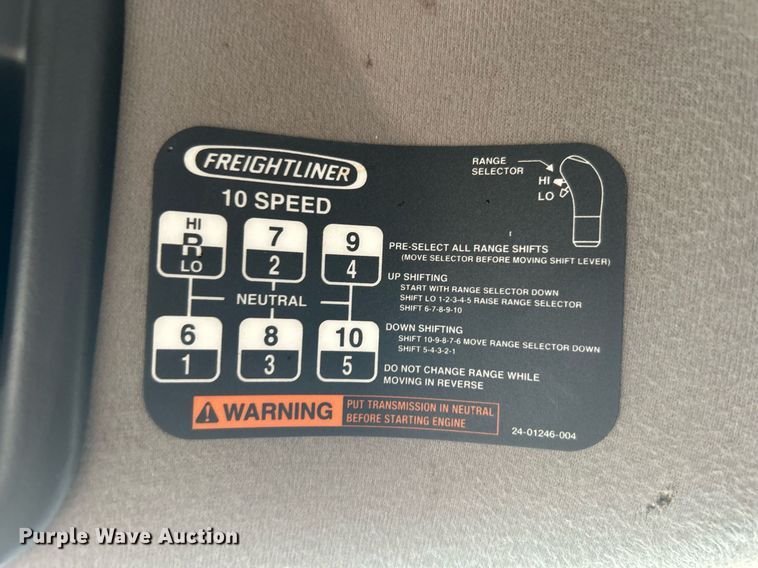 FREIGHTLINER
10 SPEED
RANGE
SELECTOR
HI
LO
HI
R
LO
7
2
9
4
NEUTRAL
6
1
8
3
10
5
PRE-SELECT ALL RANGE SHIFTS
(MOVE SELECTOR BEFORE MOVING SHIFT LEVER)
UP SHIFTING
START WITH RANGE SELECTOR DOWN
SHIFT LO 1-2-3-4-5 RAISE RANGE SELECTOR
SHIFT 6-7-8-9-10
DOWN SHIFTING
SHIFT 10-9-8-7-6 MOVE RANGE SELECTOR DOWN
SHIFT 5-4-3-2-1
DO NOT CHANGE RANGE WHILE
MOVING IN REVERSE
WARNING
PUT TRANSMISSION IN NEUTRAL
BEFORE STARTING ENGINE
24-01246-004
Purple Wave Auction